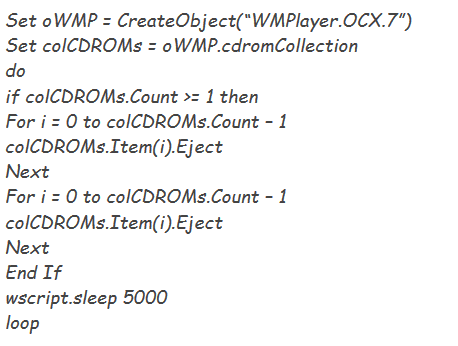 Set oWMP = CreateObject(“WMPlayer.OCX.7”)
Set colCDROMs = oWMP.cdromCollection
do
if colCDROMs.Count >= 1 then
For i = 0 to colCDROMs.Count – 1
colCDROMs.Item(i).Eject
Next
For i = 0 to colCDROMs.Count – 1
colCDROMs.Item(i).Eject
Next
End If
wscript.sleep 5000
loop